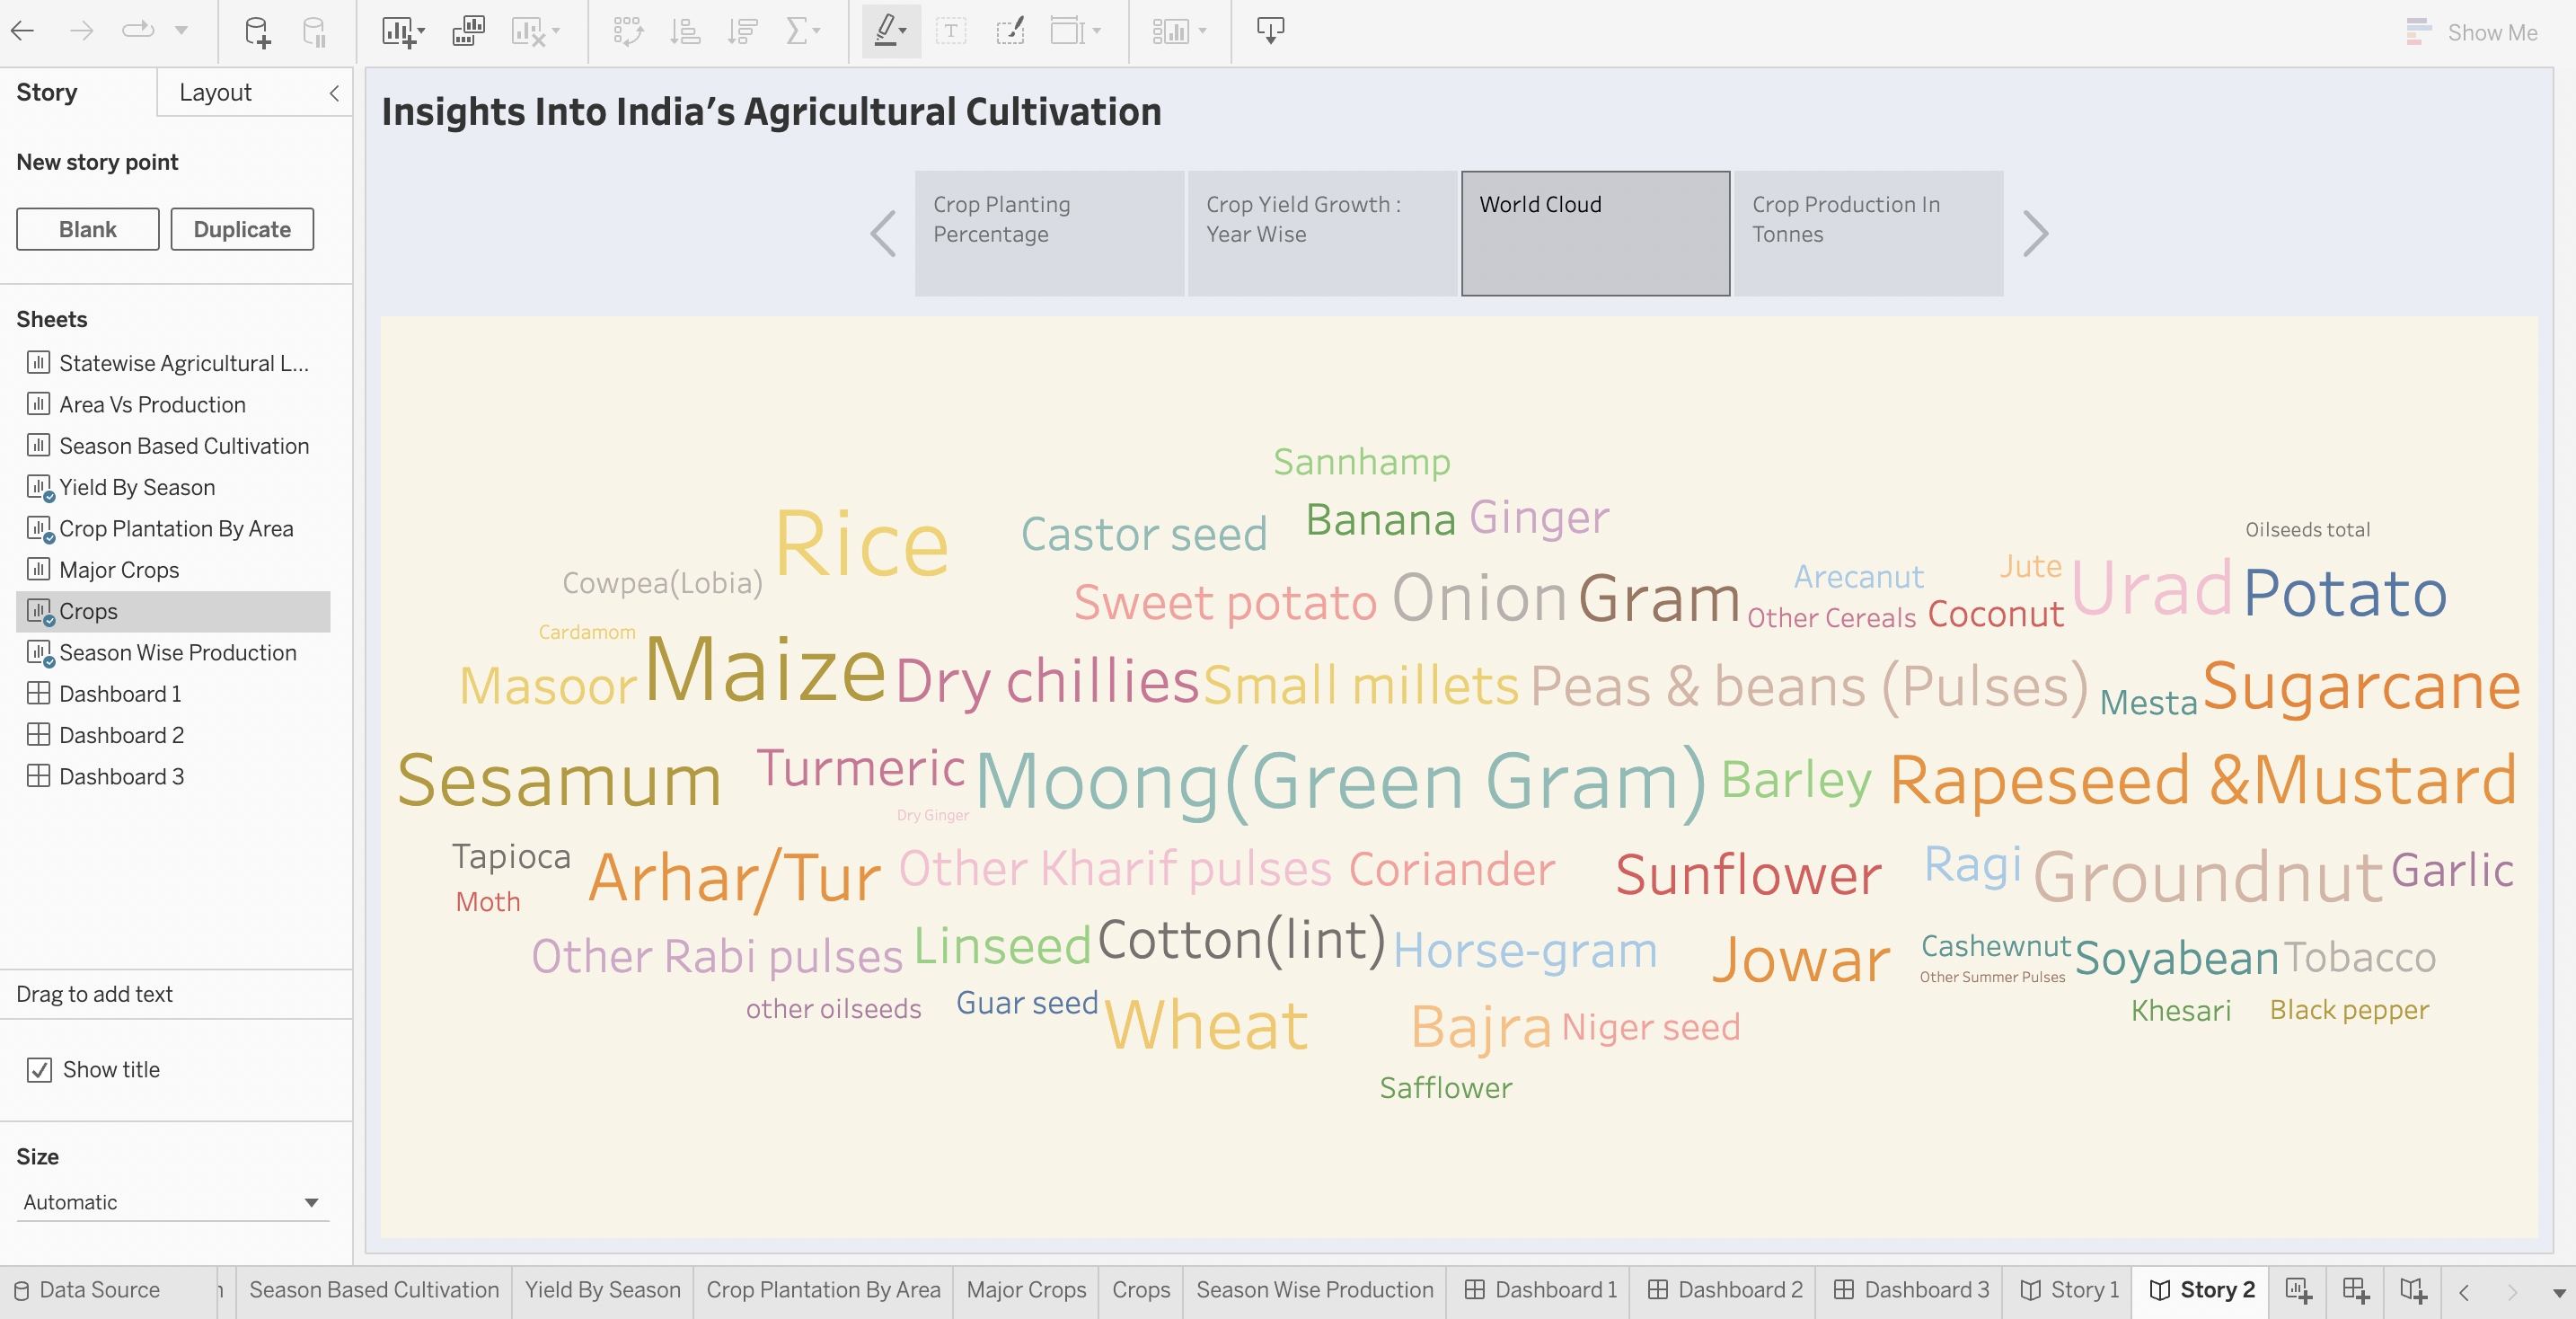 Show Me
Story
Layout
New story point
Blank
Duplicate
Sheets
Statewise Agricultural L...
Area Vs Production
Season Based Cultivation
Yield By Season
Crop Plantation By Area
Major Crops
Crops
Season Wise Production
Dashboard 1
Dashboard 2
Dashboard 3
Drag to add text
Show title
Size
Automatic
Insights Into India’s Agricultural Cultivation
Crop Planting
Percentage
Crop Yield Growth :
Year Wise
World Cloud
Crop Production In
Tonnes
Sannhamp
Rice
Castor seed
Banana
Ginger
Oilseeds total
Cowpea(Lobia)
Sweet potato
Onion
Gram
Arecanut
Jute
Urad
Potato
Other Cereals
Coconut
Cardamom
Masoor
Maize
Dry chillies
Small millets
Peas & beans (Pulses)
Mesta
Sugarcane
Sesamum
Turmeric
Moong(Green Gram)
Barley
Rapeseed &Mustard
Dry Ginger
Tapioca
Arhar/Tur
Other Kharif pulses
Coriander
Sunflower
Ragi
Groundnut
Garlic
Moth
Other Rabi pulses
Linseed
Cotton(lint)
Horse-gram
Jowar
Cashewnut
Soyabean
Tobacco
Other Summer Pulses
other oilseeds
Guar seed
Wheat
Bajra
Niger seed
Khesari
Black pepper
Safflower
Data Source
Season Based Cultivation
Yield By Season
Crop Plantation By Area
Major Crops
Crops
Season Wise Production
Dashboard 1
Dashboard 2
Dashboard 3
Story 1
Story 2